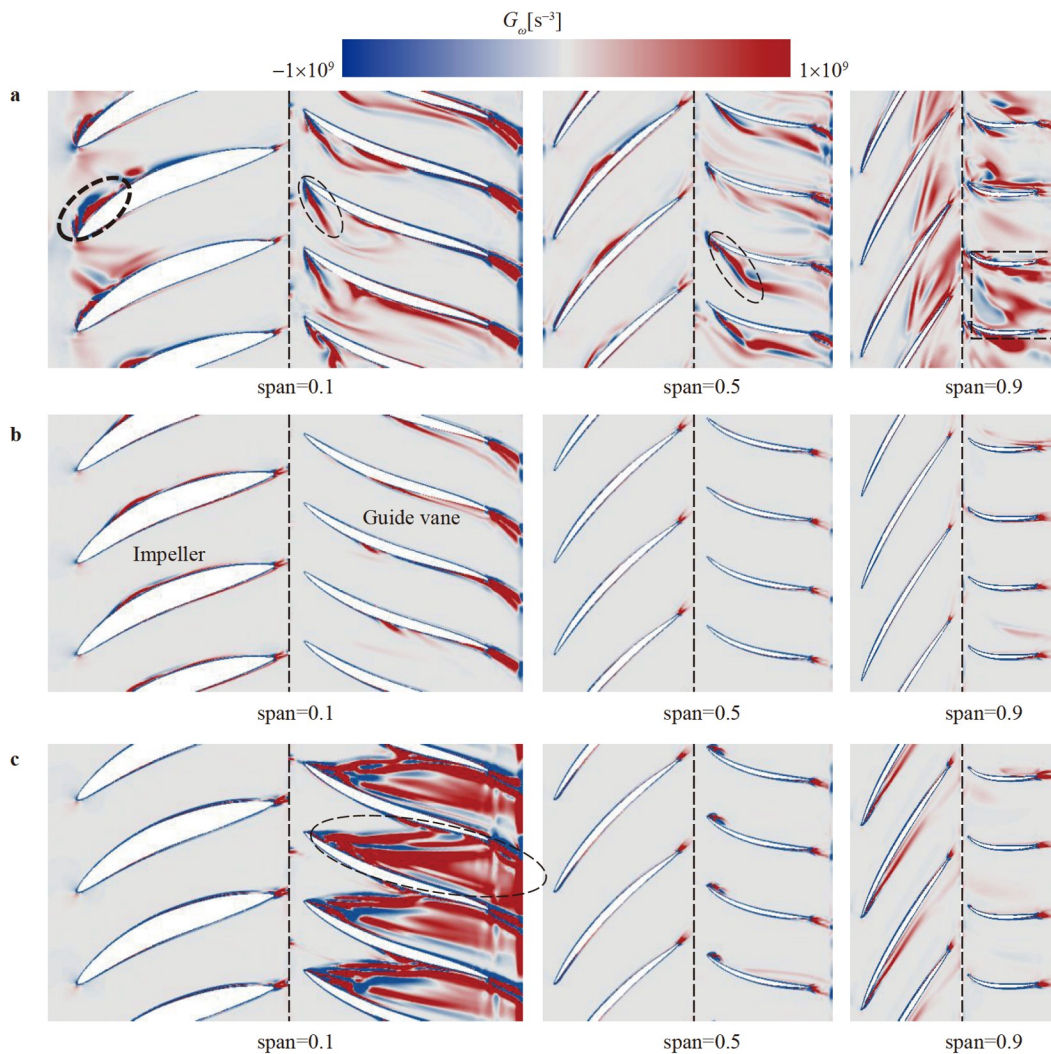 G_ω[s⁻³]
−1×10⁹ 1×10⁹
a
span=0.1 span=0.5 span=0.9
b
Guide vane
Impeller
span=0.1 span=0.5 span=0.9
c
span=0.1 span=0.5 span=0.9